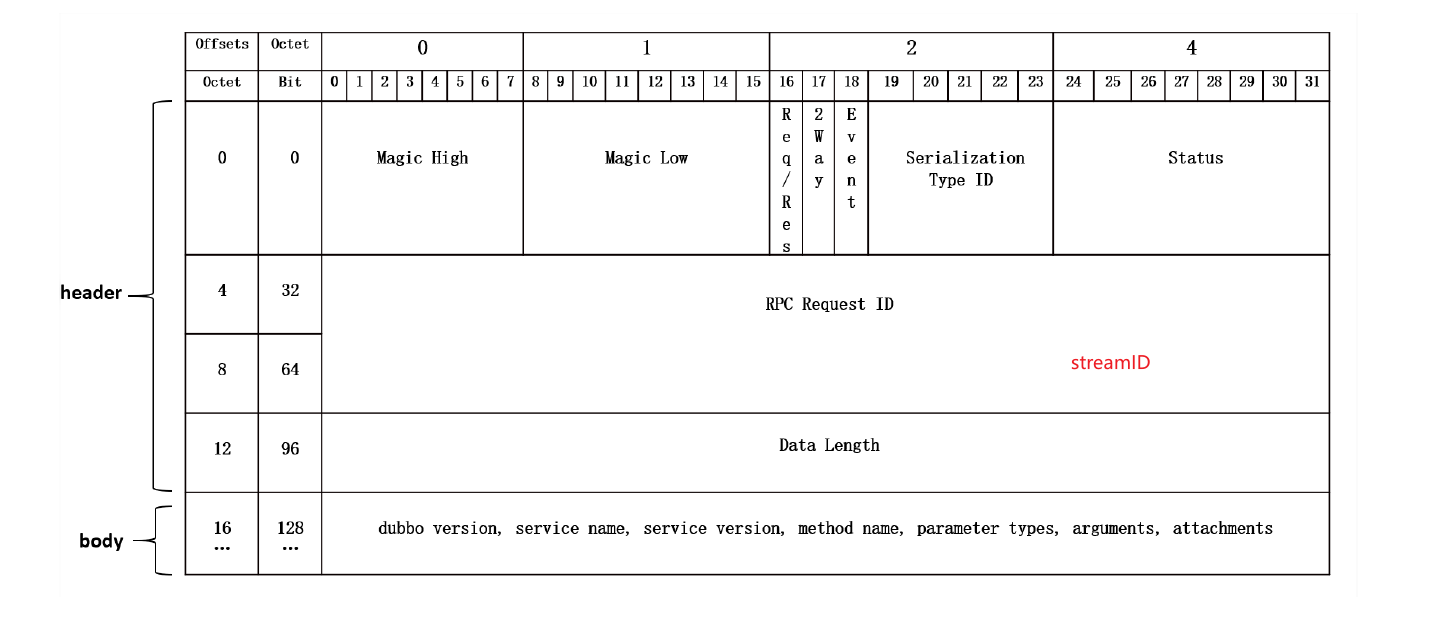 Offsets Octet 0 1 2 4
Octet Bit 0 1 2 3 4 5 6 7 8 9 10 11 12 13 14 15 16 17 18 19 20 21 22 23 24 25 26 27 28 29 30 31
0 0 Magic High Magic Low Req/Res 2Way Event Serialization
Type ID
Status
header
4 32 RPC Request ID
8 64 streamID
12 96 Data Length
body
16 128 dubbo version, service name, service version, method name, parameter types, arguments, attachments
... ...